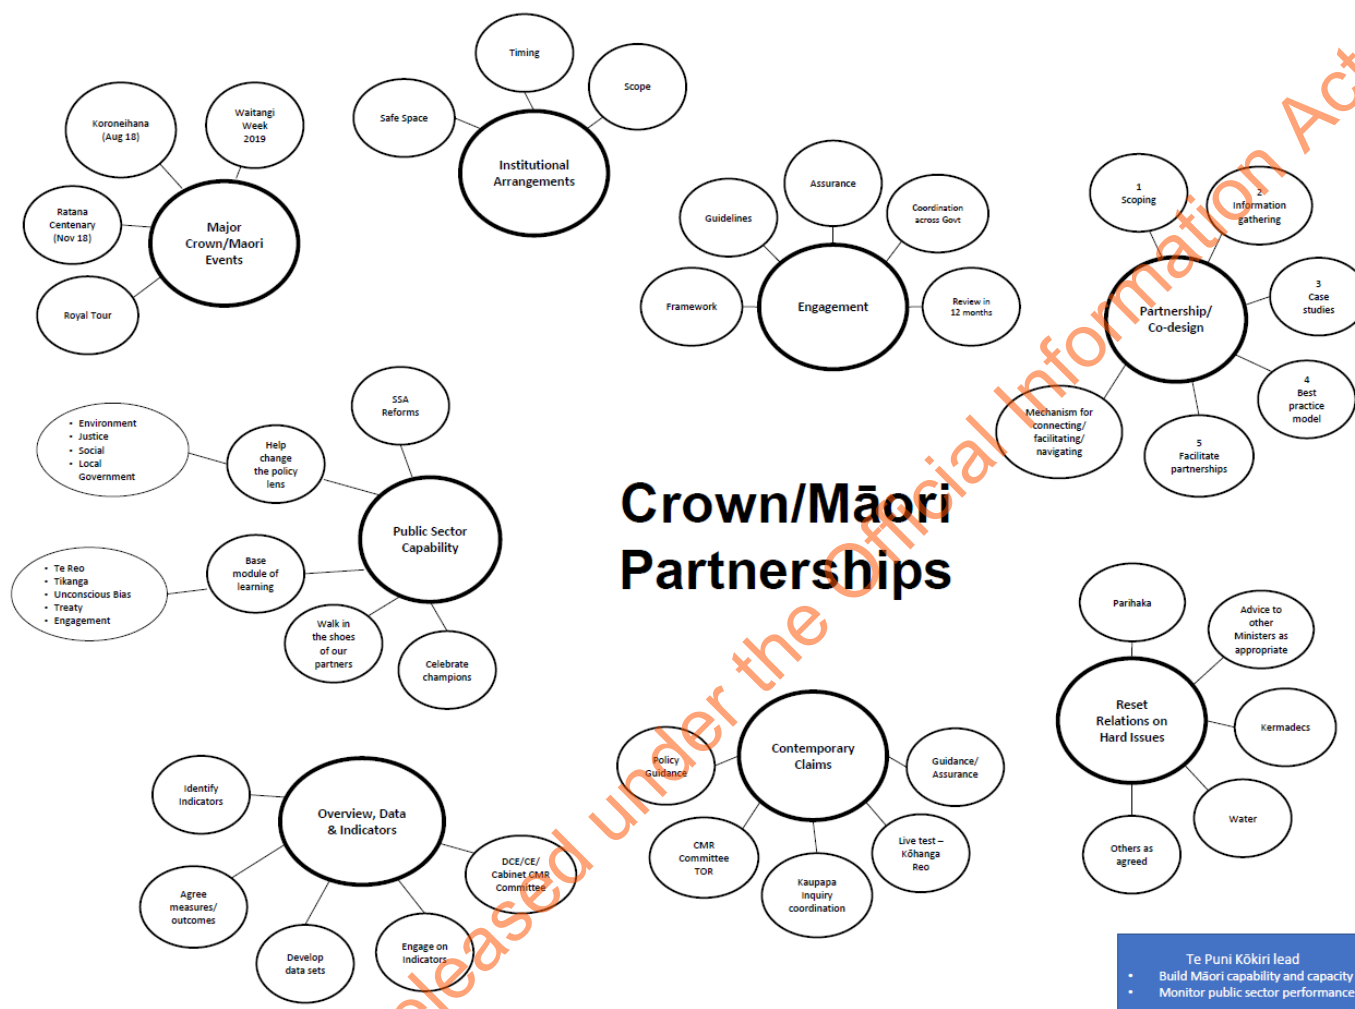 Timing
Scope
Safe Space
Institutional
Arrangements
Koroneihana
(Aug 18)
Waitangi
Week
2019
Ratana
Centenary
(Nov 18)
Royal Tour
Major
Crown/Maori
Events
Assurance
Guidelines
Coordination
across Govt
Framework
Engagement
Review in
12 months
1
Scoping
2
Information
gathering
3
Case
studies
Partnership/
Co-design
4
Best
practice
model
5
Facilitate
partnerships
Mechanism for
connecting/
facilitating/
navigating
SSA
Reforms
• Environment
• Justice
• Social
• Local
Government
Help
change
the policy
lens
Public Sector
Capability
• Te Reo
• Tikanga
• Unconscious Bias
• Treaty
• Engagement
Base
module of
learning
Walk in
the shoes
of our
partners
Celebrate
champions
Crown/Māori
Partnerships
Parihaka
Advice to
other
Ministers as
appropriate
Reset
Relations on
Hard Issues
Kermadecs
Water
Others as
agreed
Contemporary
Claims
Policy
Guidance
Guidance/
Assurance
CMR
Committee
TOR
Kaupapa
Inquiry
coordination
Live test –
Kōhanga
Reo
Identify
Indicators
Overview, Data
& Indicators
DCE/CE/
Cabinet CMR
Committee
Agree
measures/
outcomes
Develop
data sets
Engage on
Indicators
Te Puni Kōkiri lead
• Build Māori capability and capacity
• Monitor public sector performance
eleased under the Official Information Act